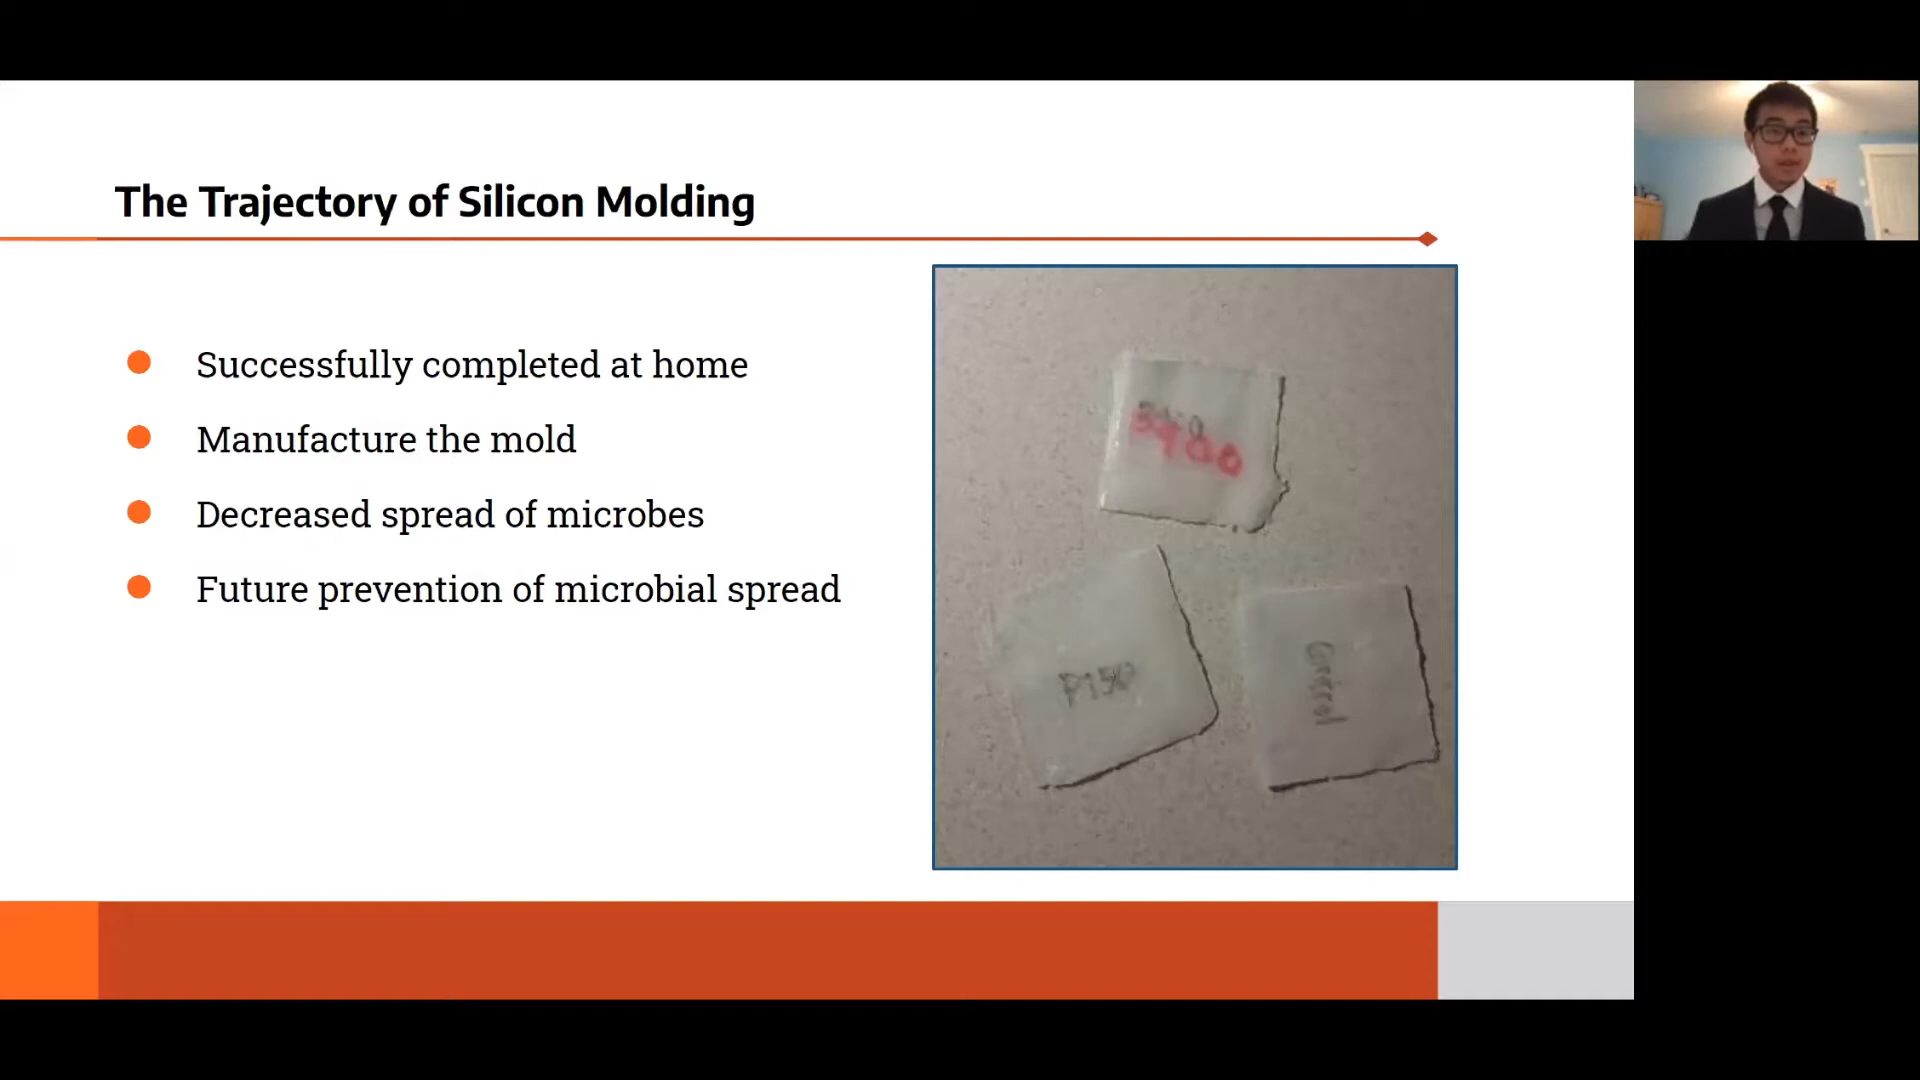 The Trajectory of Silicon Molding
Successfully completed at home
Manufacture the mold
Decreased spread of microbes
Future prevention of microbial spread
P150
Control